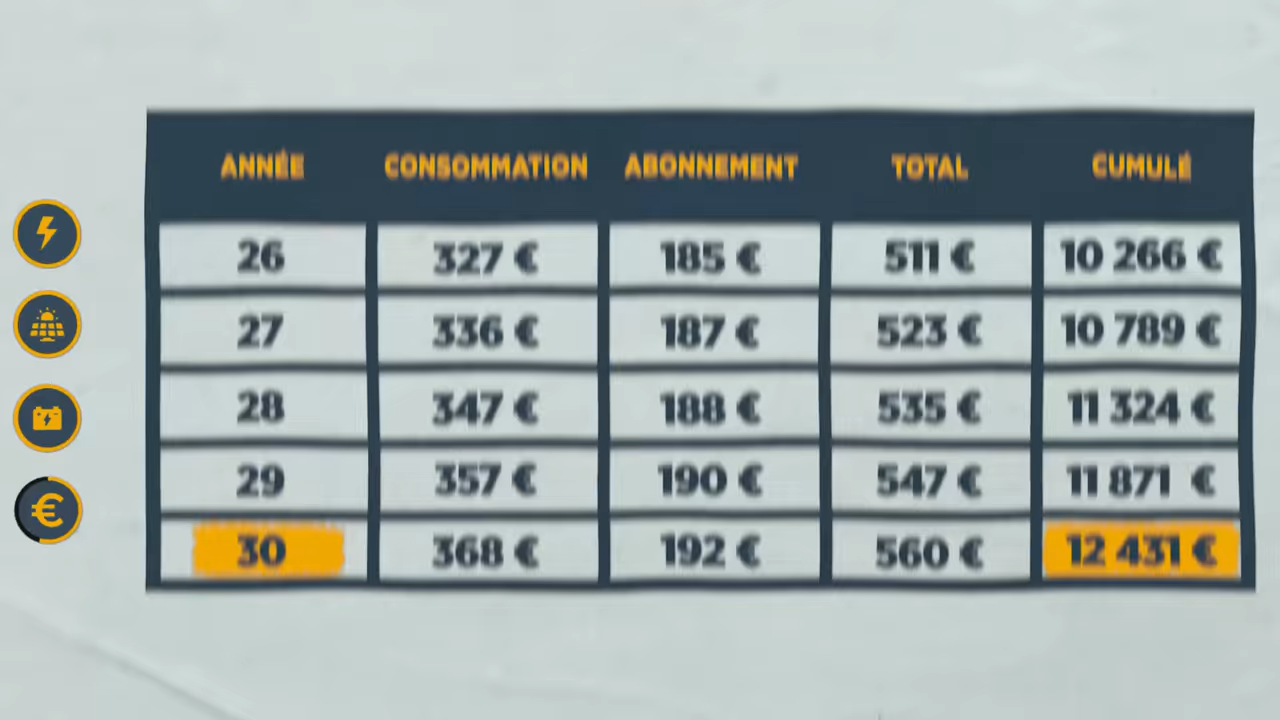 ANNÉE CONSOMMATION ABONNEMENT TOTAL CUMULÉ
26 327 € 185 € 511 € 10 266 €
27 336 € 187 € 523 € 10 789 €
28 347 € 188 € 535 € 11 324 €
29 357 € 190 € 547 € 11 871 €
30 368 € 192 € 560 € 12 431 €
€